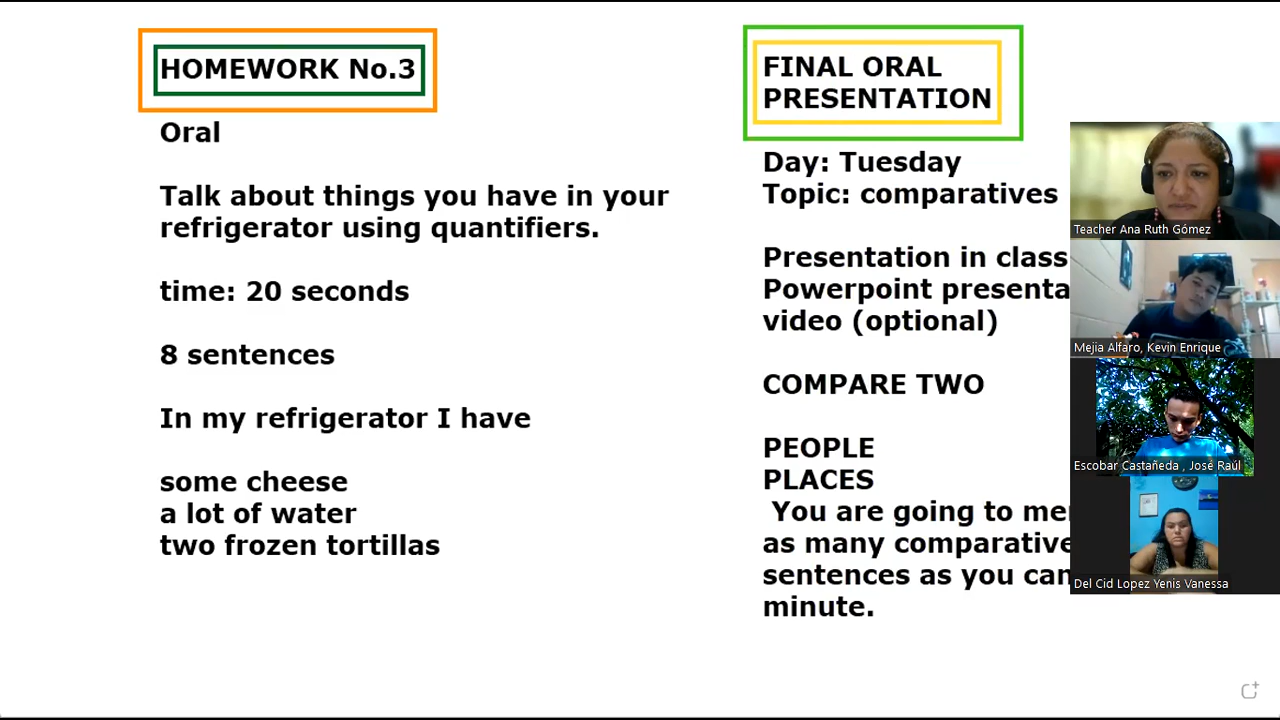 HOMEWORK No.3
Oral
Talk about things you have in your
refrigerator using quantifiers.
time: 20 seconds
8 sentences
In my refrigerator I have
some cheese
a lot of water
two frozen tortillas
FINAL ORAL
PRESENTATION
Day: Tuesday
Topic: comparatives
Presentation in class
Powerpoint presenta
video (optional)
COMPARE TWO
PEOPLE
PLACES
You are going to me
as many comparative
sentences as you can
minute.
Teacher Ana Ruth Gómez
Mejia Alfaro, Kevin Enrique
Escobar Castañeda , José Raúl
Del Cid Lopez Yenis Vanessa